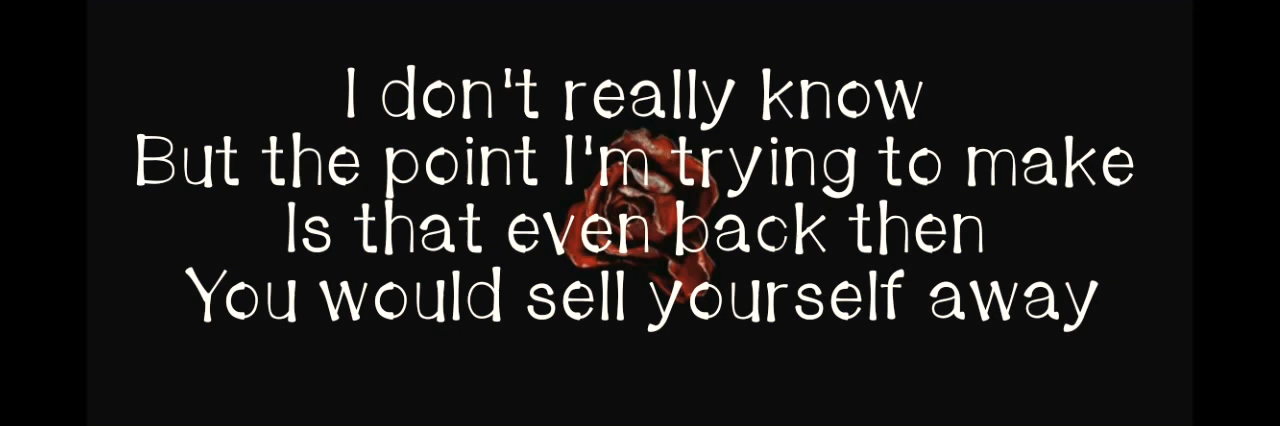 I don't really know
But the point I'm trying to make
Is that even back then
You would sell yourself away